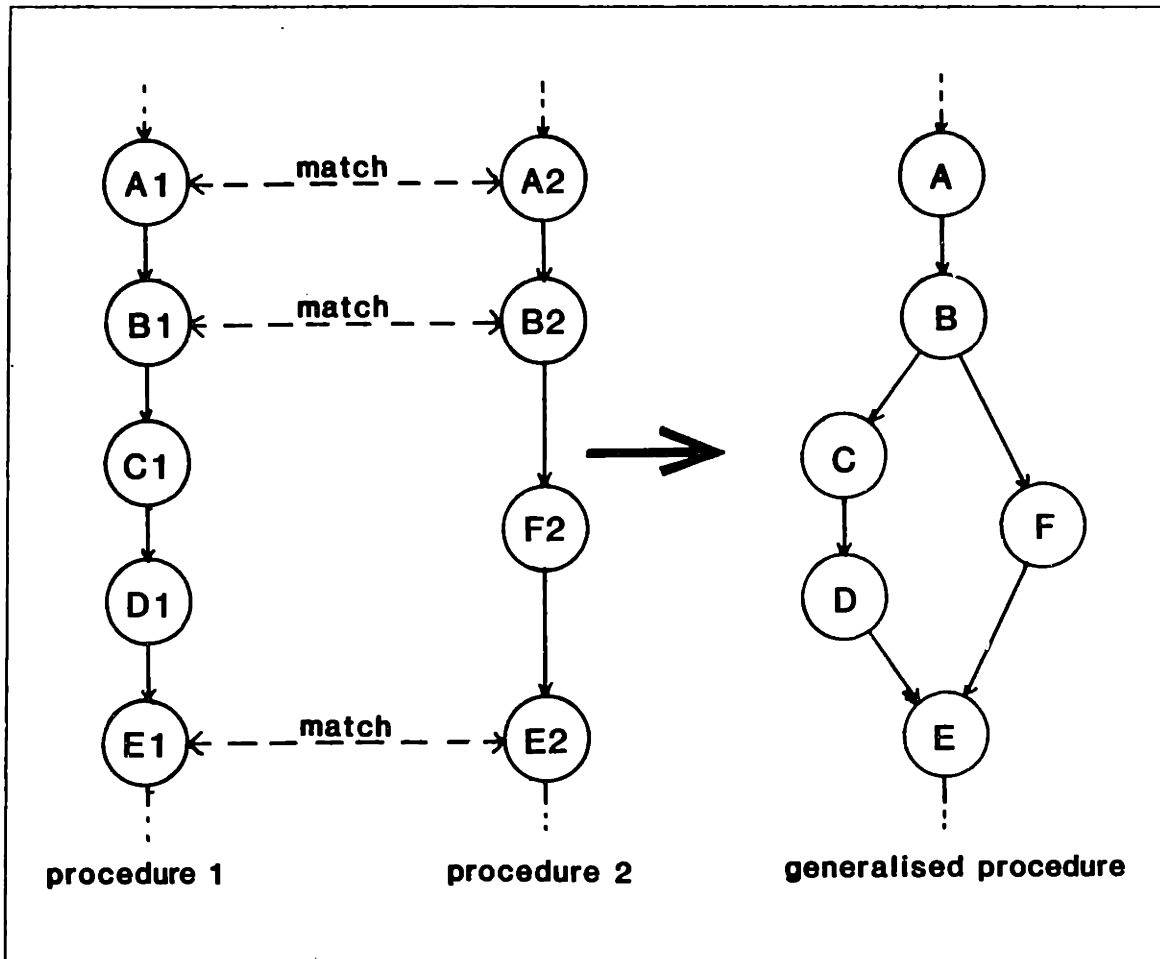 A1 match A2 A
B1 match B2 B
C1 C
F2 F
D1 D
E1 match E2 E
procedure 1 procedure 2 generalised procedure